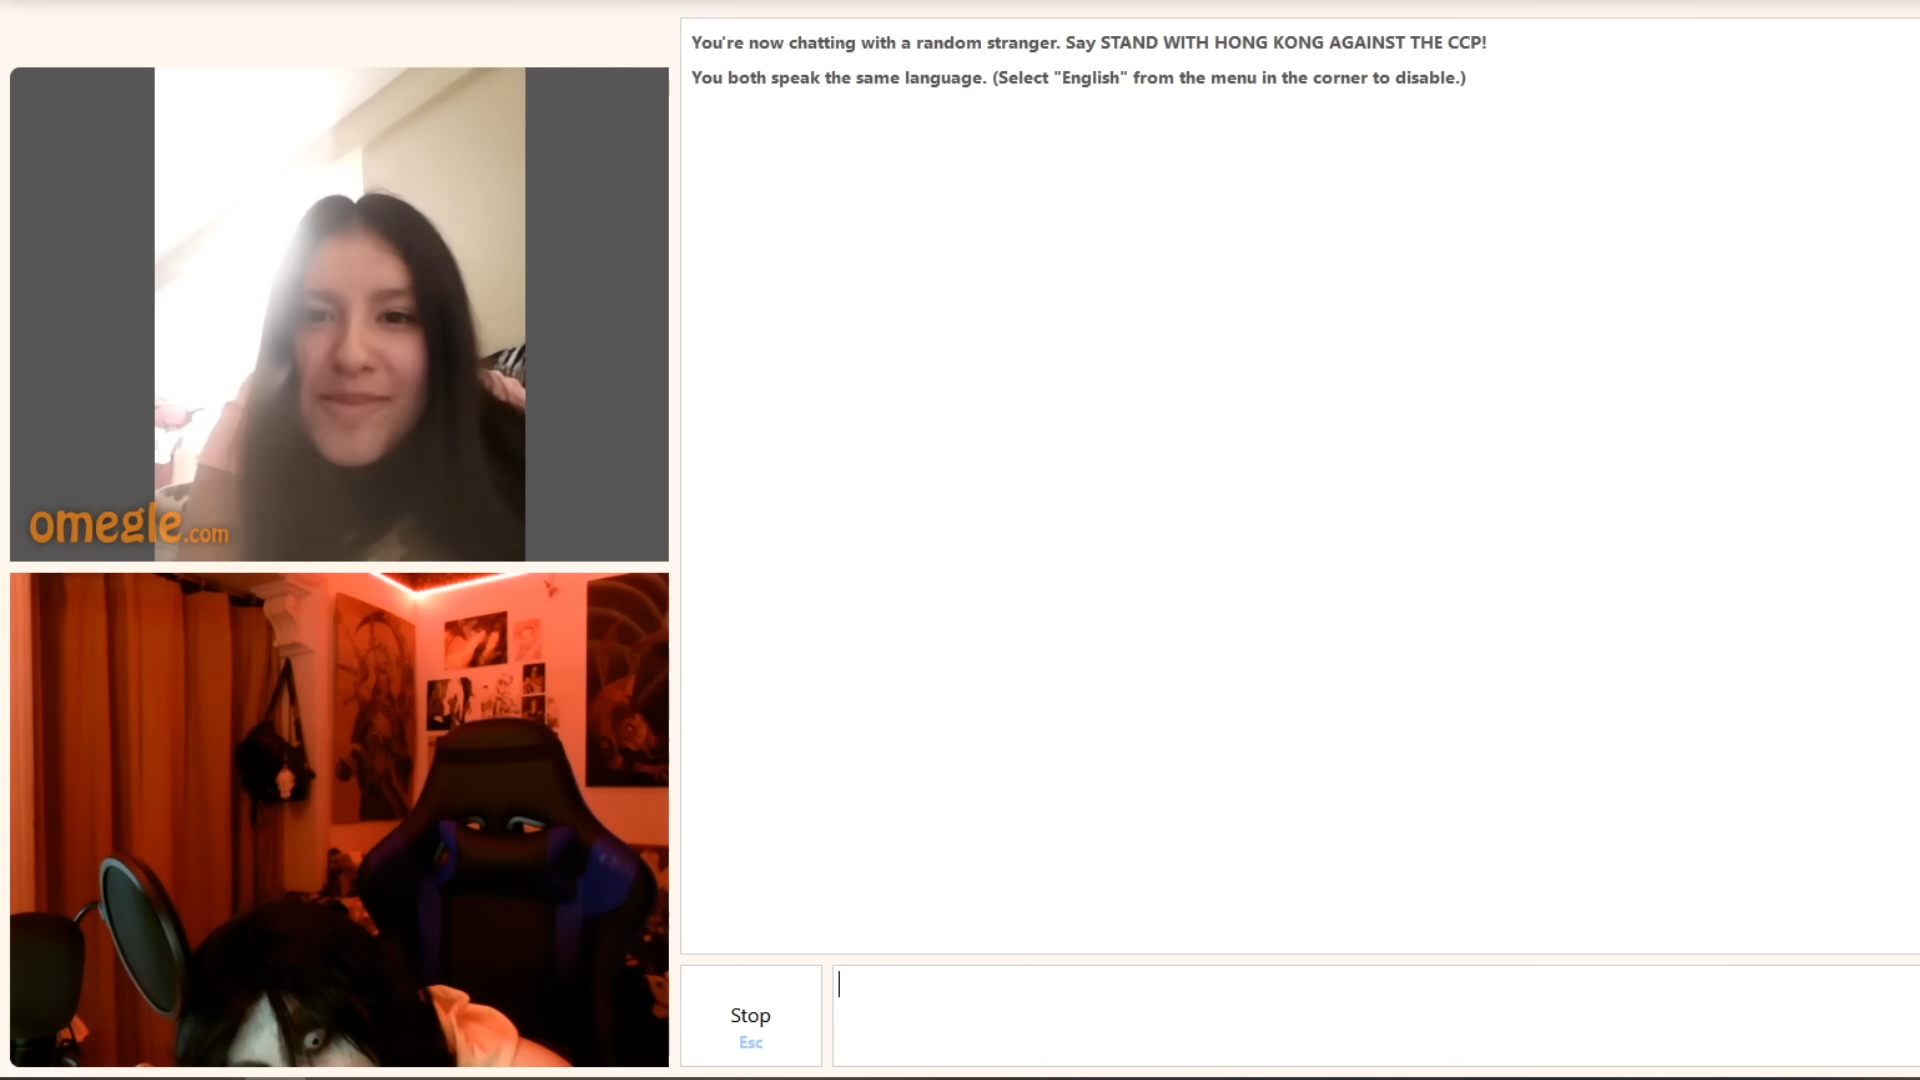 You're now chatting with a random stranger. Say STAND WITH HONG KONG AGAINST THE CCP!
You both speak the same language. (Select "English" from the menu in the corner to disable.)
omegle.com
Stop
Esc